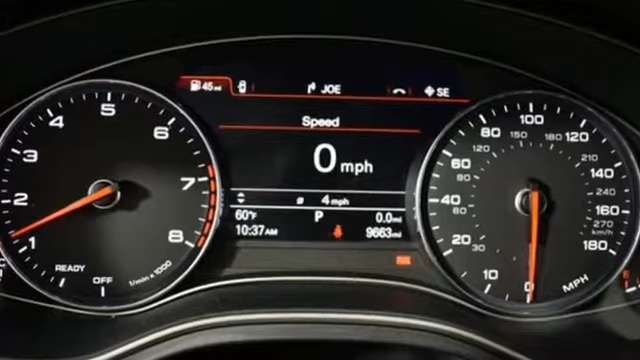 45mi JOE SE
Speed
0 mph
ø 4 mph
60°F P 0.0mi
10:37AM 9663mi
1 2 3 4 5 6 7 8
READY OFF 1/min x 1000
0 10 20 40 60 80 100 120 140 160 180
30 60 90 120 150 180 210 240 270
km/h
MPH